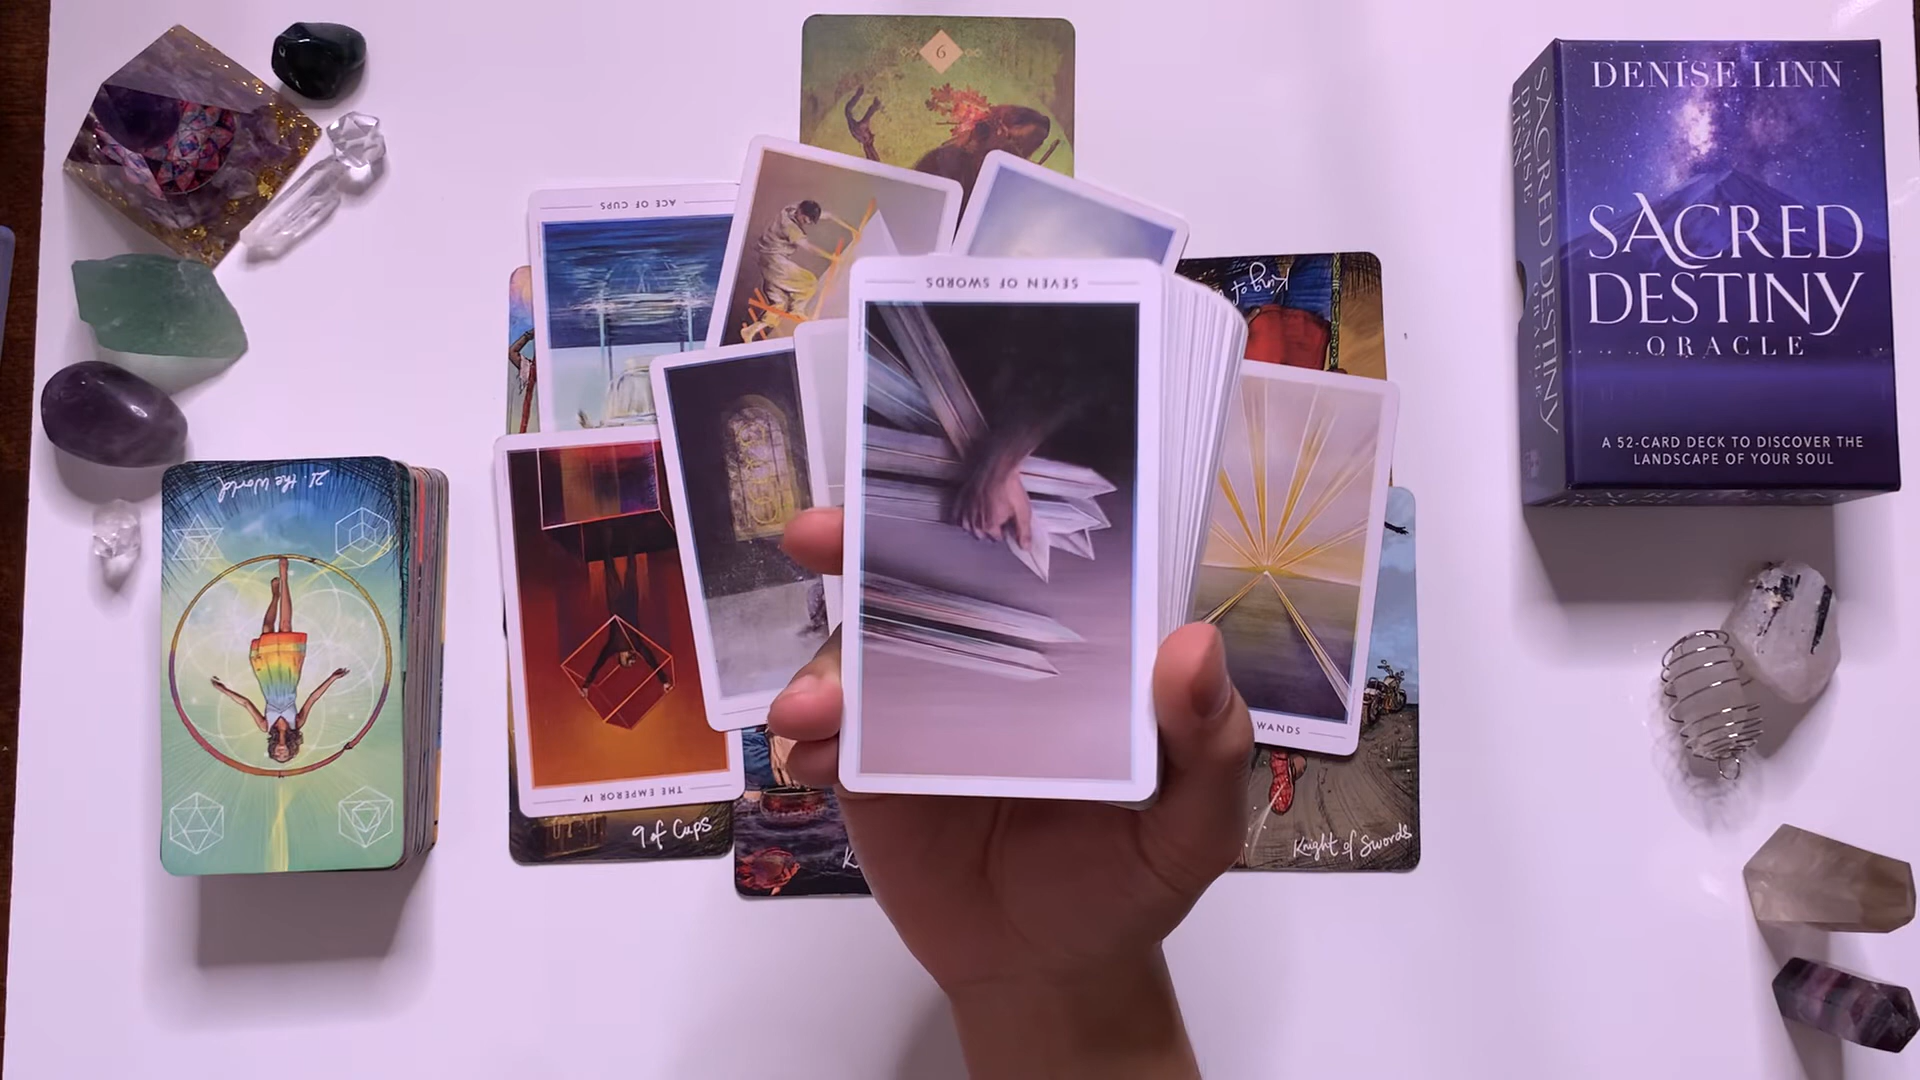 6
ACE OF CUPS
SEVEN OF SWORDS
King of
21 the World
THE EMPEROR IV
WANDS
9 of Cups
K
Knight of Swords
DENISE LINN
SACRED
DESTINY
ORACLE
A 52-CARD DECK TO DISCOVER THE
LANDSCAPE OF YOUR SOUL
SACRED DESTINY
ORACLE
DENISE LINN